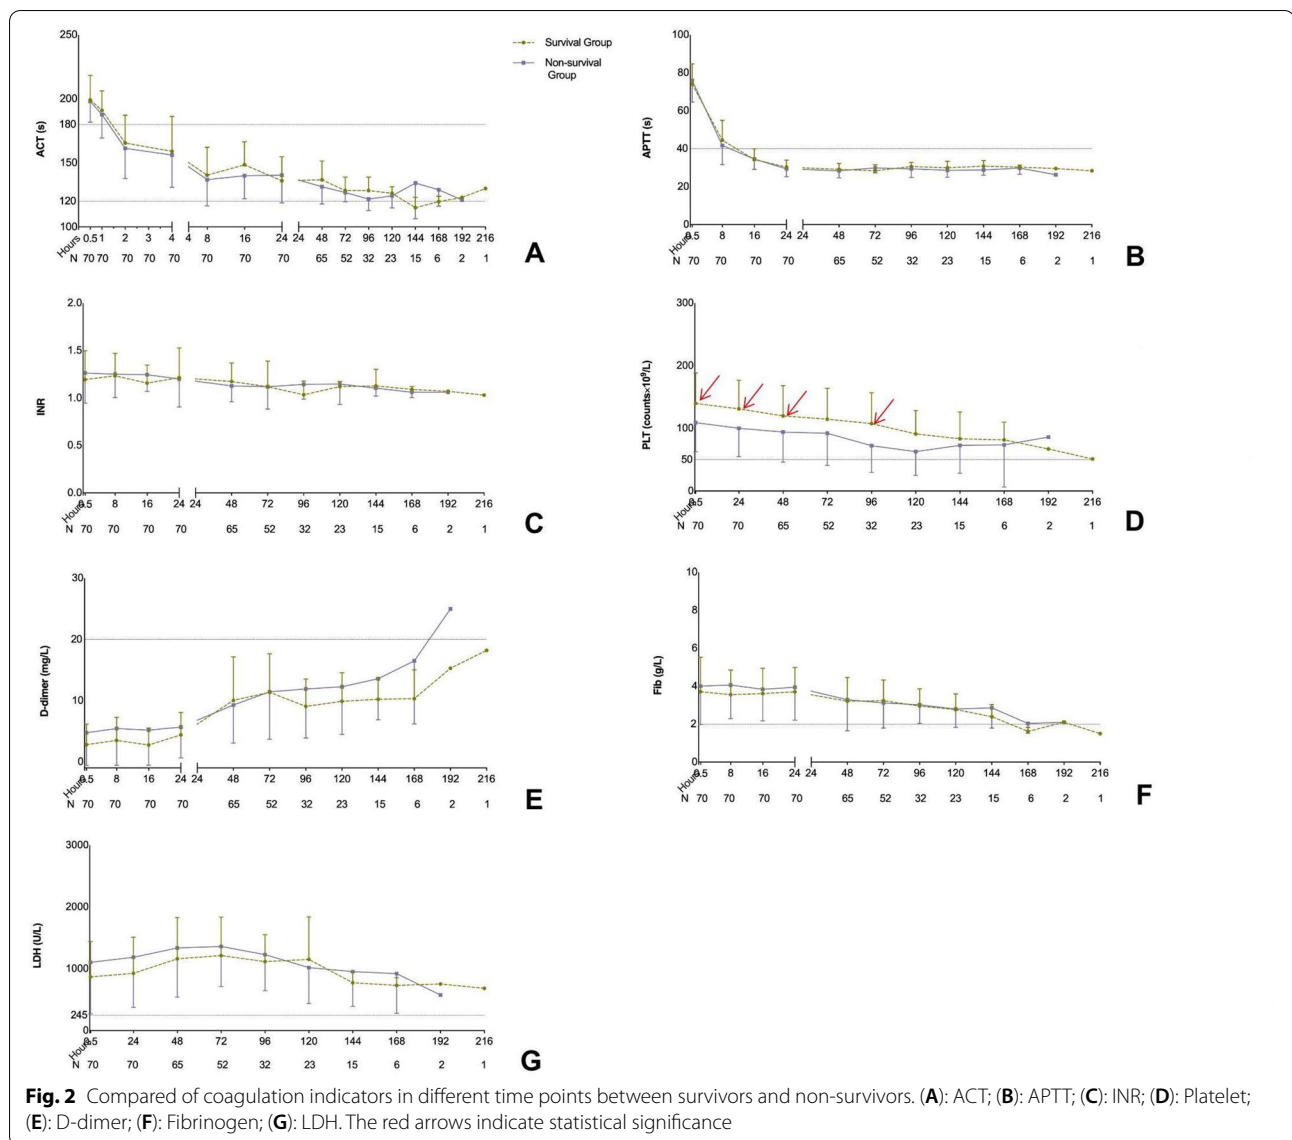 250
200
180
150
120
100
ACT (s)
Survival Group
Non-survival
Group
0.5 1 2 3 4 4 8 16 24 24 48 72 96 120 144 168 192 216
Hours
N 70 70 70 70 70 70 70 70 65 52 32 23 15 6 2 1
A
100
80
60
40
20
0
APTT (s)
0.5 8 16 24 24 48 72 96 120 144 168 192 216
Hours
N 70 70 70 70 65 52 32 23 15 6 2 1
B
2.0
1.5
1.0
0.5
0.0
INR
0.5 8 16 24 24 48 72 96 120 144 168 192 216
Hours
N 70 70 70 70 65 52 32 23 15 6 2 1
C
300
200
100
50
0
PLT (counts×10⁹/L)
0.5 24 48 72 96 120 144 168 192 216
Hours
N 70 70 65 52 32 23 15 6 2 1
D
30
20
10
0
D-dimer (mg/L)
0.5 8 16 24 24 48 72 96 120 144 168 192 216
Hours
N 70 70 70 70 65 52 32 23 15 6 2 1
E
10
8
6
4
2
0
Fib (g/L)
0.5 8 16 24 24 48 72 96 120 144 168 192 216
Hours
N 70 70 70 70 65 52 32 23 15 6 2 1
F
3000
2000
1000
245
0
LDH (U/L)
0.5 24 48 72 96 120 144 168 192 216
Hours
N 70 70 65 52 32 23 15 6 2 1
G
Fig. 2 Compared of coagulation indicators in different time points between survivors and non-survivors. (A): ACT; (B): APTT; (C): INR; (D): Platelet;
(E): D-dimer; (F): Fibrinogen; (G): LDH. The red arrows indicate statistical significance